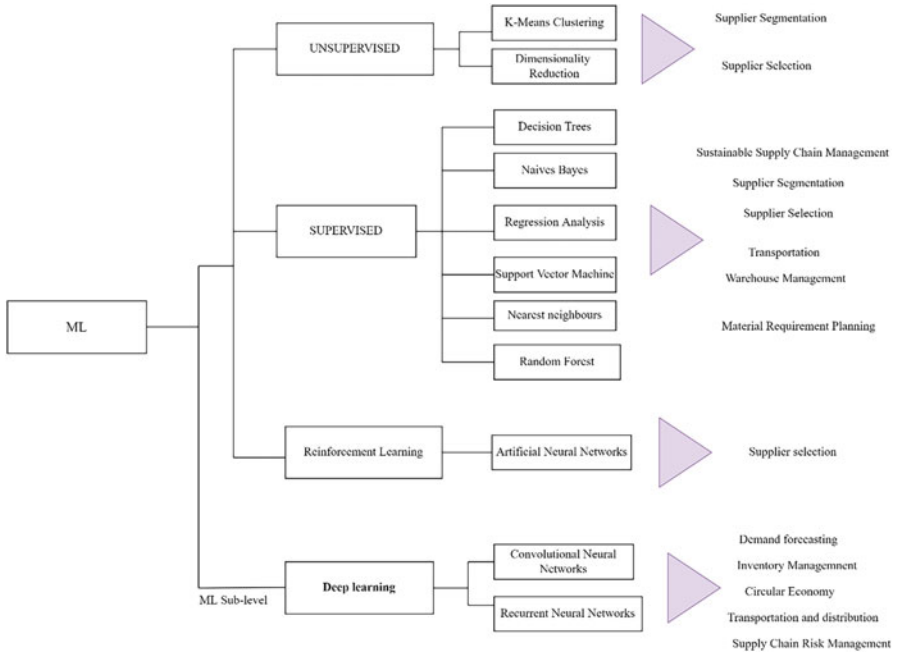 K-Means Clustering
Supplier Segmentation
UNSUPERVISED
Dimensionality
Reduction
Supplier Selection
Decision Trees
Sustainable Supply Chain Management
Naives Bayes
Supplier Segmentation
Regression Analysis
Supplier Selection
SUPERVISED
Transportation
Support Vector Machine
Warehouse Management
Nearest neighbours
Material Requirement Planning
ML
Random Forest
Reinforcement Learning
Artificial Neural Networks
Supplier selection
Demand forecasting
Convolutional Neural
Networks
Inventory Managemnent
Deep learning
Circular Economy
ML Sub-level
Recurrent Neural Networks
Transportation and distribution
Supply Chain Risk Management